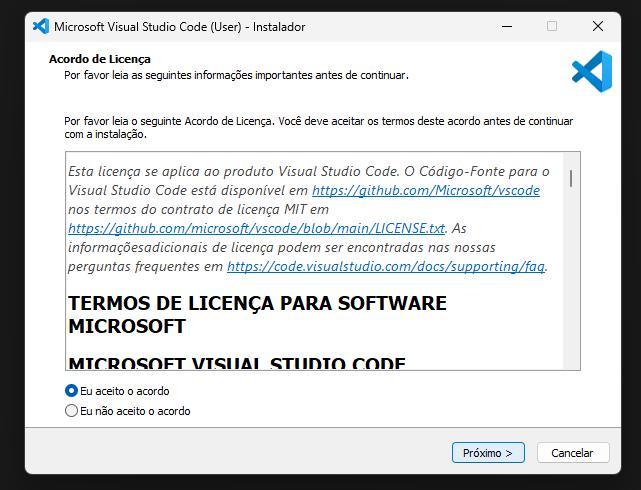 Microsoft Visual Studio Code (User) - Instalador
Acordo de Licença
Por favor leia as seguintes informações importantes antes de continuar.
Por favor leia o seguinte Acordo de Licença. Você deve aceitar os termos deste acordo antes de continuar
com a instalação.
Esta licença se aplica ao produto Visual Studio Code. O Código-Fonte para o
Visual Studio Code está disponível em https://github.com/Microsoft/vscode
nos termos do contrato de licença MIT em
https://github.com/microsoft/vscode/blob/main/LICENSE.txt. As
informaçõesadicionais de licença podem ser encontradas nas nossas
perguntas frequentes em https://code.visualstudio.com/docs/supporting/faq.
TERMOS DE LICENÇA PARA SOFTWARE
MICROSOFT
MICROSOFT VISUAL STUDIO CODE
Eu aceito o acordo
Eu não aceito o acordo
Próximo >
Cancelar